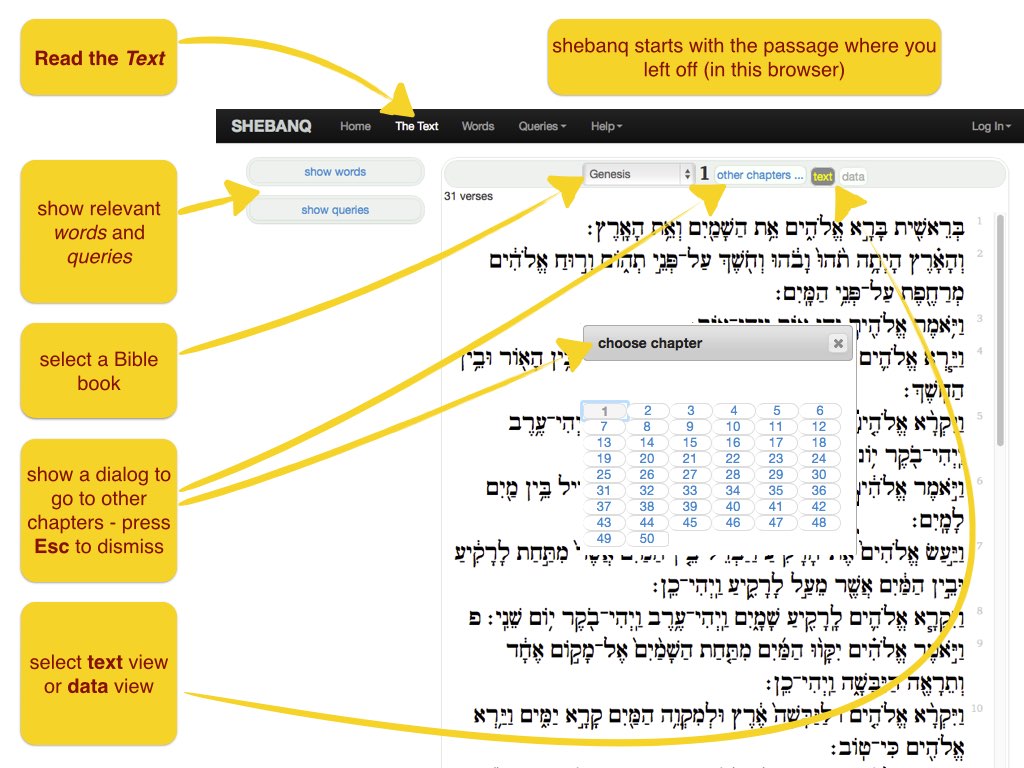 Read the Text
shebanq starts with the passage where you
left off (in this browser)
SHEBANQ Home The Text Words Queries Help Log In
show words
show queries
Genesis 1 other chapters ... text data
31 verses
show relevant
words and
queries
select a Bible
book
show a dialog to
go to other
chapters - press
Esc to dismiss
select text view
or data view
1
בְּרֵאשִׁ֖ית בָּרָ֣א אֱלֹהִ֑ים אֵ֥ת הַשָּׁמַ֖יִם וְאֵ֥ת הָאָֽרֶץ׃
2
וְהָאָ֗רֶץ הָיְתָ֥ה תֹ֙הוּ֙ וָבֹ֔הוּ וְחֹ֖שֶׁךְ עַל־פְּנֵ֣י תְהֹ֑ום וְר֣וּחַ אֱלֹהִ֔ים
מְרַחֶ֖פֶת עַל־פְּנֵ֥י הַמָּֽיִם׃
3
וַיֹּ֥אמֶר אֱלֹהִ֖ים
4
וַיַּ֧רְא אֱלֹהִ֛ים בֵּ֥ין הָאֹ֖ור וּבֵ֥ין
הַחֹֽשֶׁךְ׃
5
וַיִּקְרָ֨א אֱלֹהִ֤ים וַֽיְהִי־עֶ֥רֶב
וַֽיְהִי־בֹ֖קֶר
6
וַיֹּ֣אמֶר אֱלֹהִ֔ים בֵּ֥ין מַ֖יִם
לָמָֽיִם׃
7
וַיַּ֣עַשׂ אֱלֹהִים֮ מִתַּ֣חַת לָרָקִ֔יעַ
וּבֵ֣ין הַמַּ֔יִם אֲשֶׁ֖ר מֵעַ֣ל לָרָקִ֑יעַ וַֽיְהִי־כֵֽן׃
8
וַיִּקְרָ֧א אֱלֹהִ֛ים לָֽרָקִ֖יעַ שָׁמָ֑יִם וַֽיְהִי־עֶ֥רֶב וַֽיְהִי־בֹ֖קֶר יֹ֥ום שֵׁנִֽי׃ פ
9
וַיֹּ֣אמֶר אֱלֹהִ֗ים יִקָּו֨וּ הַמַּ֜יִם מִתַּ֤חַת הַשָּׁמַ֙יִם֙ אֶל־מָקֹ֣ום אֶחָ֔ד
וְתֵרָאֶ֖ה הַיַּבָּשָׁ֑ה וַֽיְהִי־כֵֽן׃
10
וַיִּקְרָ֨א אֱלֹהִ֤ים לַיַּבָּשָׁה֙ אֶ֔רֶץ וּלְמִקְוֵ֥ה הַמַּ֖יִם קָרָ֣א יַמִּ֑ים וַיַּ֥רְא
אֱלֹהִ֖ים כִּי־טֹֽוב׃
choose chapter
1 2 3 4 5 6
7 8 9 10 11 12
13 14 15 16 17 18
19 20 21 22 23 24
25 26 27 28 29 30
31 32 33 34 35 36
37 38 39 40 41 42
43 44 45 46 47 48
49 50